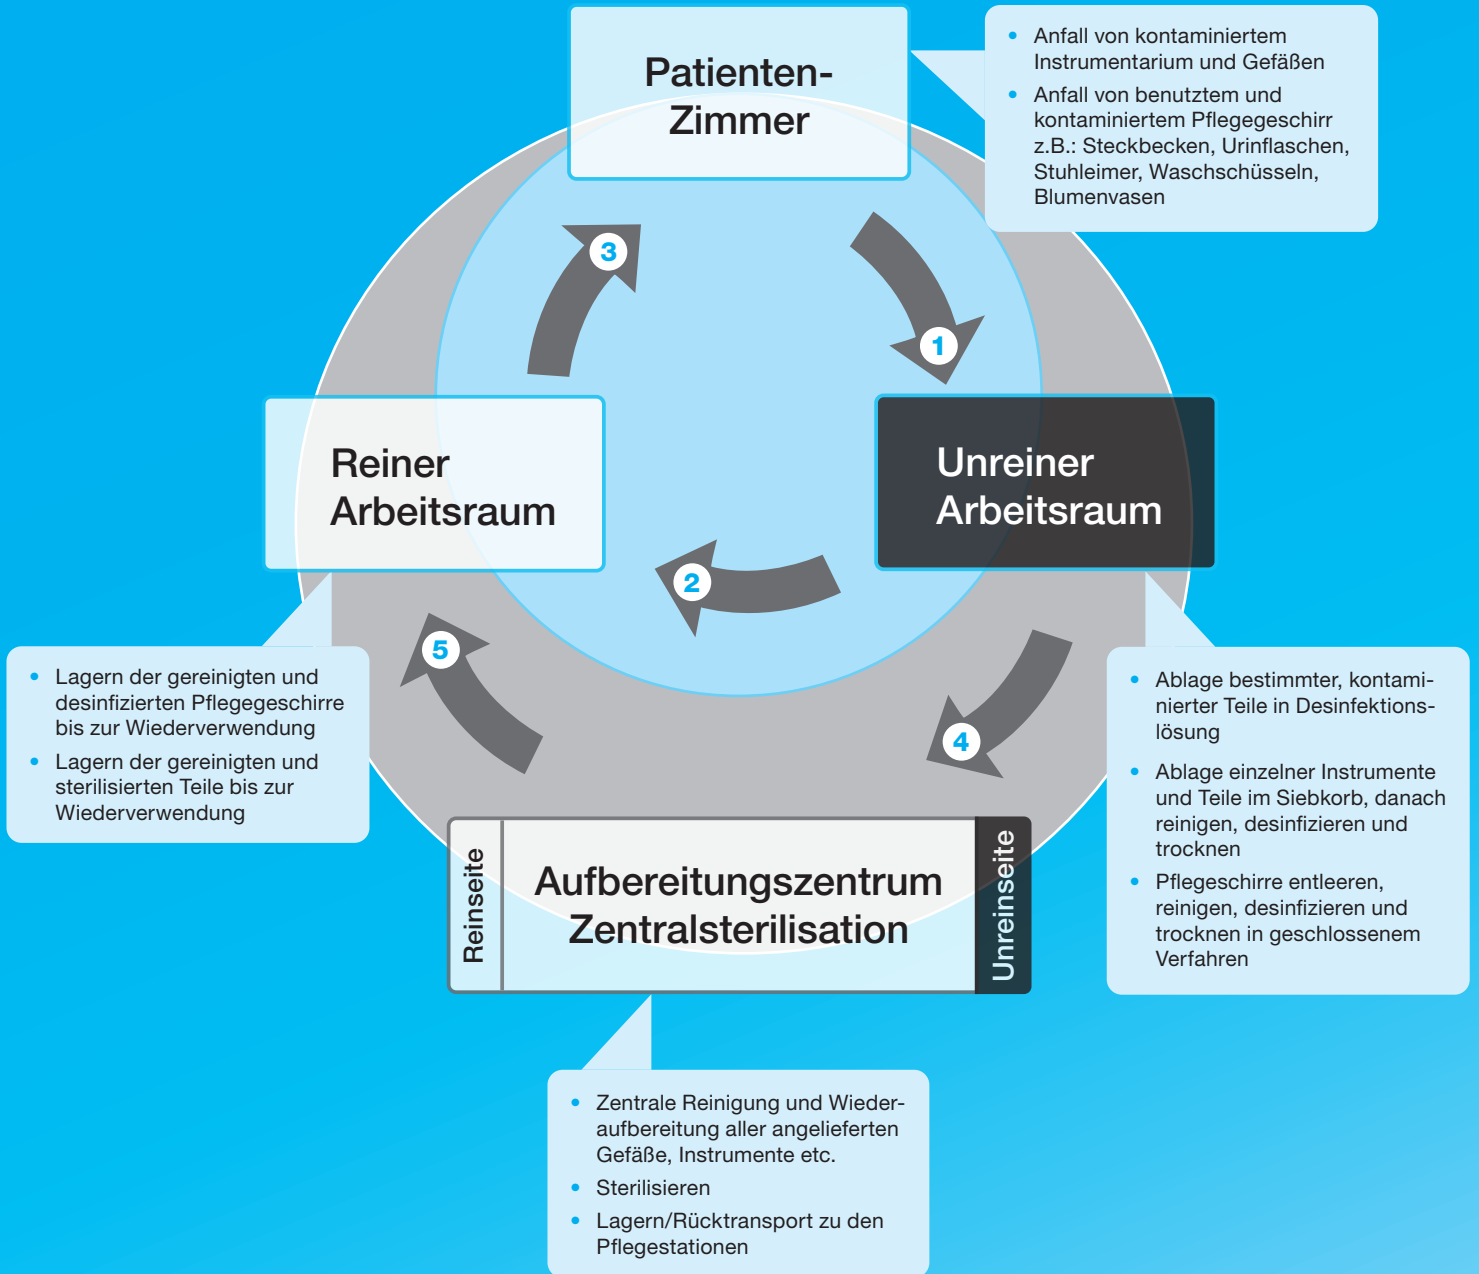 Patienten-
Zimmer
• Anfall von kontaminiertem
Instrumentarium und Gefäßen
• Anfall von benutztem und
kontaminiertem Pflegegeschirr
z.B.: Steckbecken, Urinflaschen,
Stuhleimer, Waschschüsseln,
Blumenvasen
3
1
Reiner
Arbeitsraum
Unreiner
Arbeitsraum
2
5
4
• Lagern der gereinigten und
desinfizierten Pflegegeschirre
bis zur Wiederverwendung
• Lagern der gereinigten und
sterilisierten Teile bis zur
Wiederverwendung
• Ablage bestimmter, kontami-
nierter Teile in Desinfektions-
lösung
• Ablage einzelner Instrumente
und Teile im Siebkorb, danach
reinigen, desinfizieren und
trocknen
• Pflegeschirre entleeren,
reinigen, desinfizieren und
trocknen in geschlossenem
Verfahren
Reinseite
Aufbereitungszentrum
Zentralsterilisation
Unreinseite
• Zentrale Reinigung und Wieder-
aufbereitung aller angelieferten
Gefäße, Instrumente etc.
• Sterilisieren
• Lagern/Rücktransport zu den
Pflegestationen